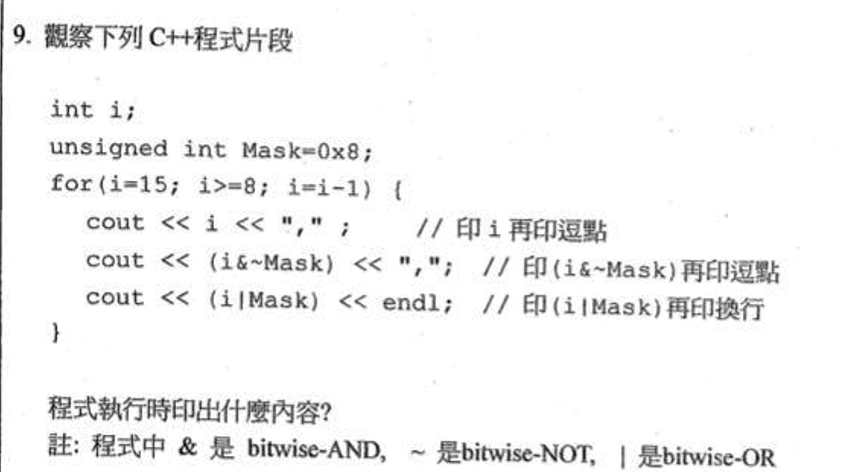 9. 觀察下列 C++程式片段
int i;
unsigned int Mask=0x8;
for(i=15; i>=8; i=i-1) {
cout << i << "," ; // 印 i 再印逗點
cout << (i&~Mask) << ","; // 印(i&~Mask)再印逗點
cout << (i|Mask) << endl; // 印(i|Mask)再印換行
}
程式執行時印出什麼內容?
註: 程式中 & 是 bitwise-AND, ~ 是bitwise-NOT, | 是bitwise-OR